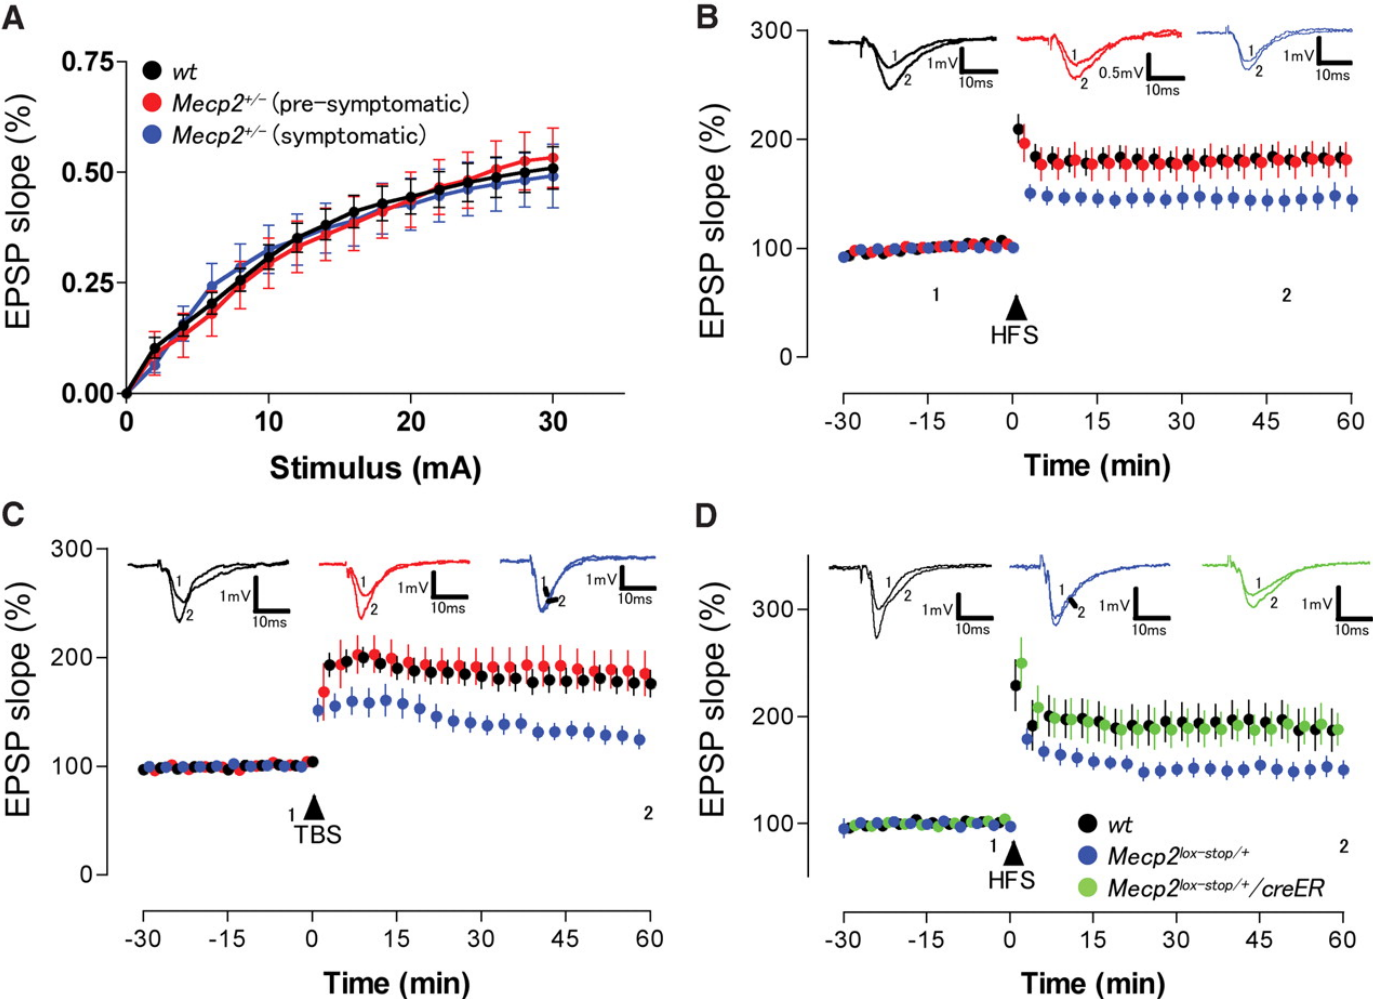 A
EPSP slope (%)
0.75
0.50
0.25
0.00
wt
Mecp2+/− (pre-symptomatic)
Mecp2+/− (symptomatic)
0 10 20 30
Stimulus (mA)
B
EPSP slope (%)
300
200
100
0
1
2
1mV
10ms
1
2
0.5mV
10ms
1
2
1mV
10ms
1
2
HFS
-30 -15 0 15 30 45 60
Time (min)
C
EPSP slope (%)
300
200
100
0
1
2
1mV
10ms
1
2
1mV
10ms
1
2
1mV
10ms
1
2
TBS
-30 -15 0 15 30 45 60
Time (min)
D
EPSP slope (%)
300
200
100
1
2
1mV
10ms
1
2
1mV
10ms
1
2
1mV
10ms
1
2
HFS
wt
Mecp2lox-stop/+
Mecp2lox-stop/+/creER
-30 -15 0 15 30 45 60
Time (min)